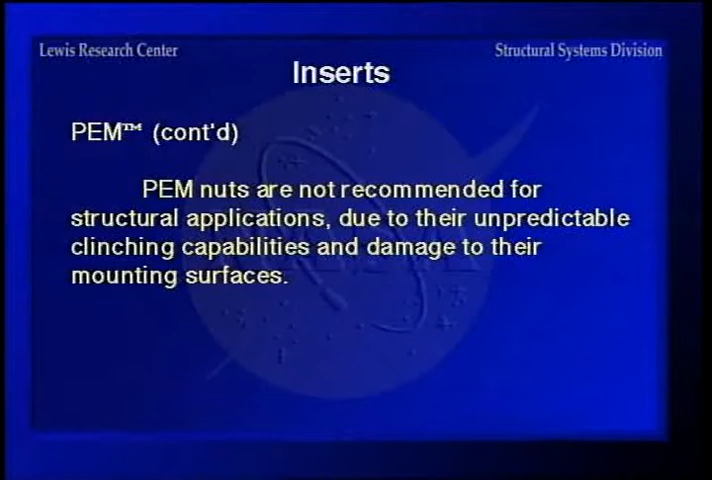 Lewis Research Center
Structural Systems Division
Inserts
PEM™ (cont'd)
PEM nuts are not recommended for
structural applications, due to their unpredictable
clinching capabilities and damage to their
mounting surfaces.